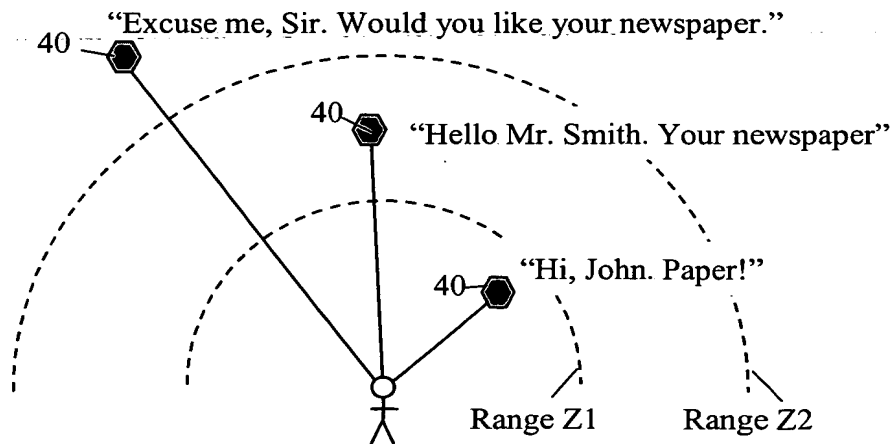 “Excuse me, Sir. Would you like your newspaper.”
40
40
“Hello Mr. Smith. Your newspaper”
“Hi, John. Paper!”
40
Range Z1
Range Z2